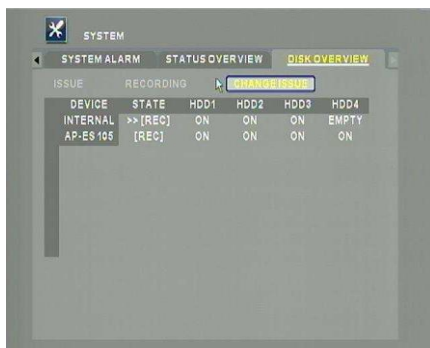 SYSTEM
SYSTEM ALARM STATUS OVERVIEW DISK OVERVIEW
ISSUE RECORDING CHANGE ISSUE
DEVICE STATE HDD1 HDD2 HDD3 HDD4
INTERNAL >> [REC] ON ON ON EMPTY
AP-ES 105 [REC] ON ON ON ON